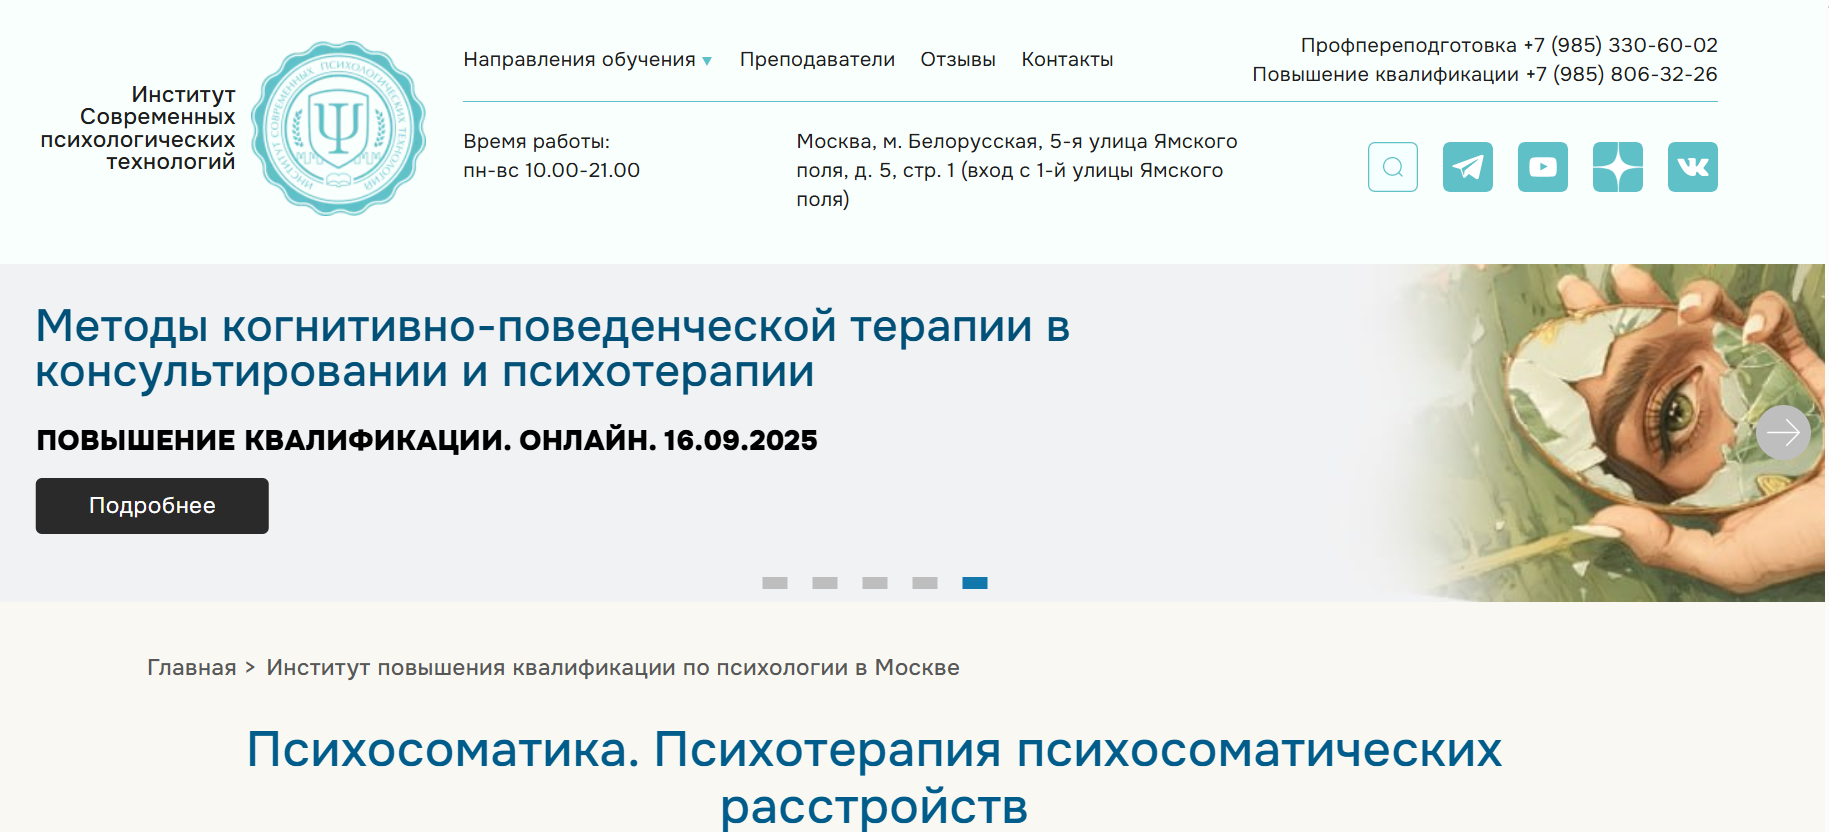 Институт
Современных
психологических
технологий
ИНСТИТУТ СОВРЕМЕННЫХ ПСИХОЛОГИЧЕСКИХ ТЕХНОЛОГИЙ
Направления обучения
Преподаватели
Отзывы
Контакты
Профпереподготовка +7 (985) 330-60-02
Повышение квалификации +7 (985) 806-32-26
Время работы:
пн-вс 10.00-21.00
Москва, м. Белорусская, 5-я улица Ямского
поля, д. 5, стр. 1 (вход с 1-й улицы Ямского
поля)
Методы когнитивно-поведенческой терапии в
консультировании и психотерапии
ПОВЫШЕНИЕ КВАЛИФИКАЦИИ. ОНЛАЙН. 16.09.2025
Подробнее
Главная > Институт повышения квалификации по психологии в Москве
Психосоматика. Психотерапия психосоматических
расстройств